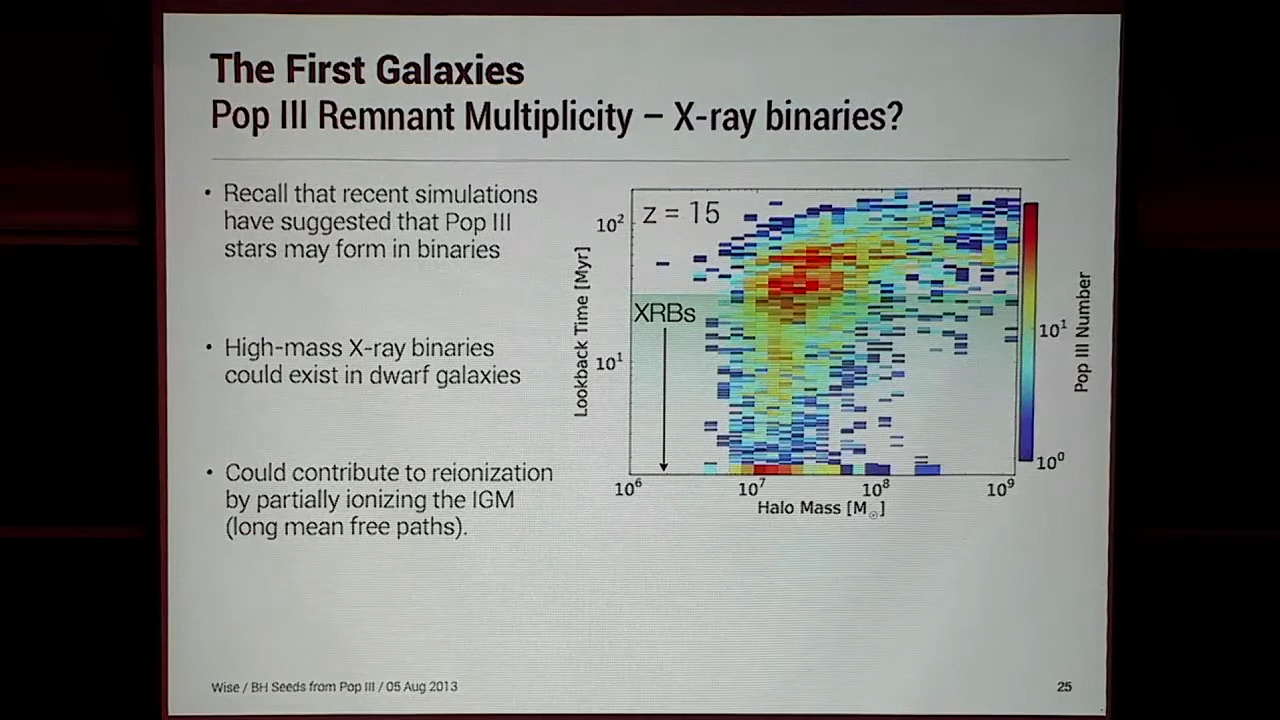 The First Galaxies
Pop III Remnant Multiplicity – X-ray binaries?
• Recall that recent simulations
have suggested that Pop III
stars may form in binaries
• High-mass X-ray binaries
could exist in dwarf galaxies
• Could contribute to reionization
by partially ionizing the IGM
(long mean free paths).
z = 15
XRBs
Lookback Time [Myr]
10²
10¹
10⁶ 10⁷ 10⁸ 10⁹
Halo Mass [M☉]
10¹
10⁰
Pop III Number
Wise / BH Seeds from Pop III / 05 Aug 2013
25